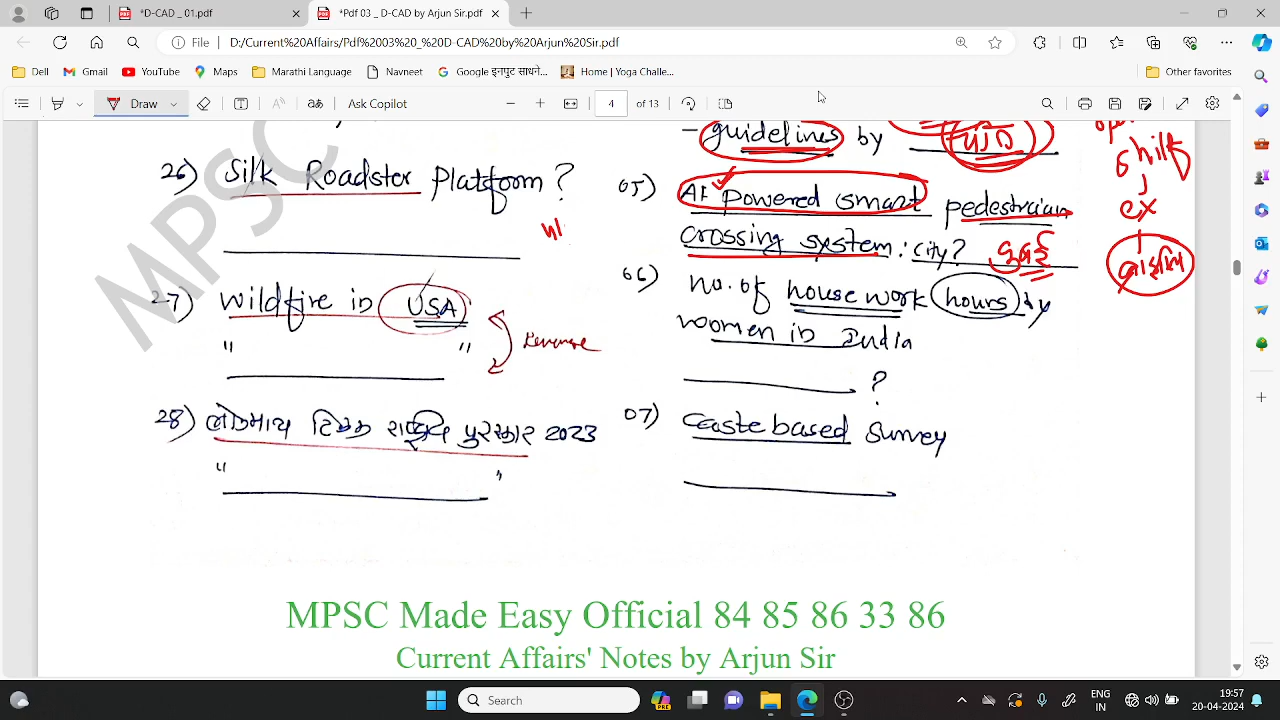 *D-CAD _01.pdf
*Pdf 03 _ D-CAD by Arjun Sir.pdf
File
D:/Current%20Affairs/Pdf%2003%20_%20D-CAD%20by%20Arjun%20Sir.pdf
Dell
Gmail
YouTube
Maps
Marathi Language
Navneet
Google इनपुट साधने...
Home | Yoga Challe...
Other favorites
Draw
Ask Copilot
4
of 13
MPSC
26) Silk Roadster Platform ?
27) wildfire in USA
" "
Reverse
28) लोकमान्य टिळक राष्ट्रीय पुरस्कार 2023
" "
- guidelines by
05) AI powered smart pedestraian
crossing system : city?
06) no. of house work hours by
women in India
?
07) caste based survey
shift
ex
MPSC Made Easy Official 84 85 86 33 86
Current Affairs' Notes by Arjun Sir
Search
ENG
IN
19:57
20-04-2024